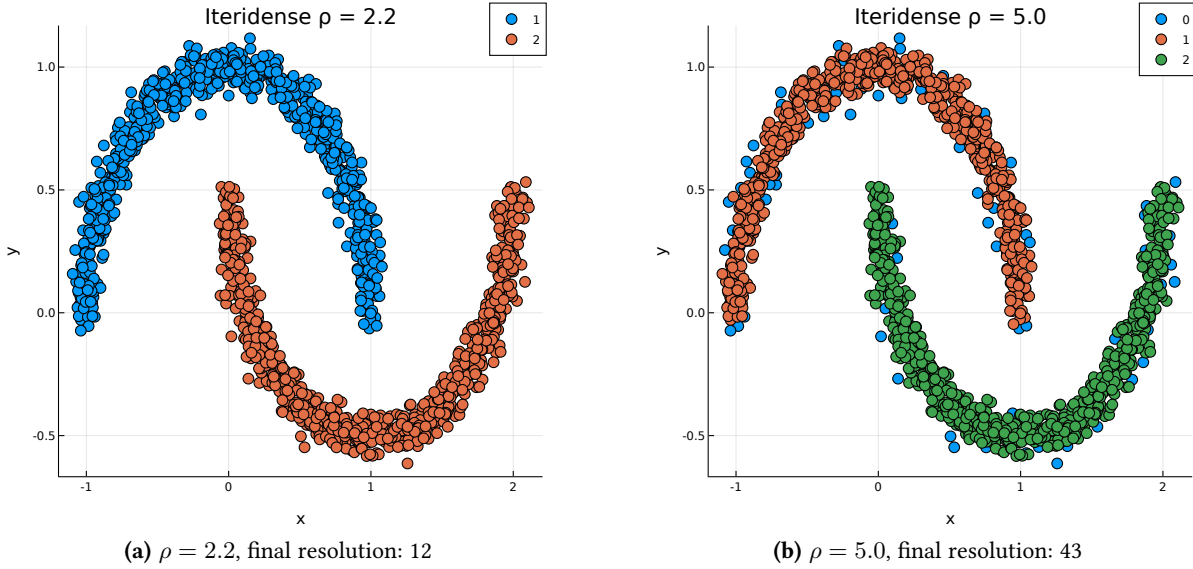 Iteridense ρ = 2.2
1
2
1.0
0.5
0.0
-0.5
y
-1
0
1
2
x
(a) ρ = 2.2, final resolution: 12
Iteridense ρ = 5.0
0
1
2
1.0
0.5
0.0
-0.5
y
-1
0
1
2
x
(b) ρ = 5.0, final resolution: 43